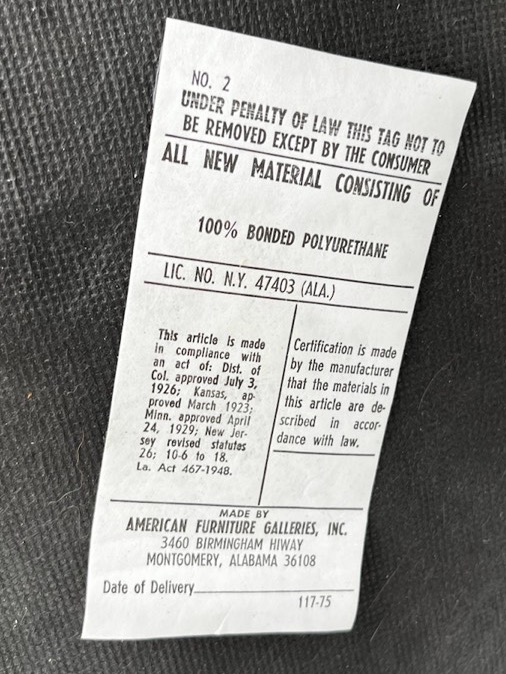 NO. 2
UNDER PENALTY OF LAW THIS TAG NOT TO
BE REMOVED EXCEPT BY THE CONSUMER
ALL NEW MATERIAL CONSISTING OF
100% BONDED POLYURETHANE
LIC. NO. N.Y. 47403 (ALA.)
This article is made
in compliance with
an act of: Dist. of
Col. approved July 3,
1926; Kansas, ap-
proved March 1923;
Minn. approved April
24, 1929; New Jer-
sey revised statutes
26; 10-6 to 18.
La. Act 467-1948.
Certification is made
by the manufacturer
that the materials in
this article are de-
scribed in accor-
dance with law.
MADE BY
AMERICAN FURNITURE GALLERIES, INC.
3460 BIRMINGHAM HIWAY
MONTGOMERY, ALABAMA 36108
Date of Delivery
117-75